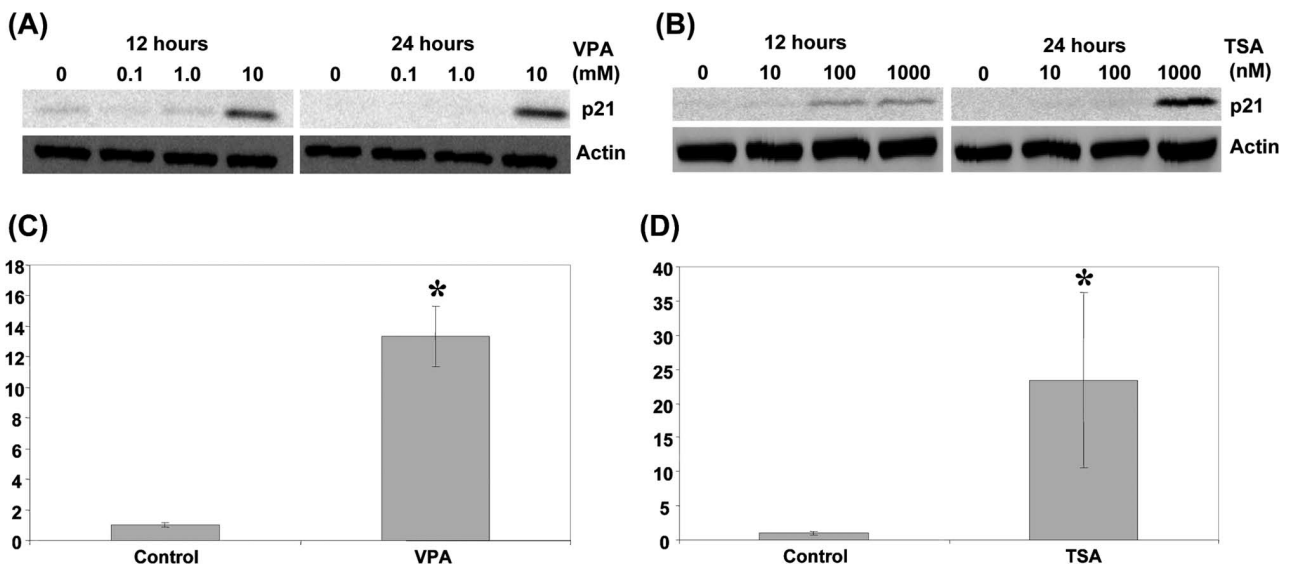 (A)
12 hours 24 hours VPA
0 0.1 1.0 10 0 0.1 1.0 10 (mM)
p21
Actin
(B)
12 hours 24 hours TSA
0 10 100 1000 0 10 100 1000 (nM)
p21
Actin
(C)
18
16
14
12
10
8
6
4
2
0
Control VPA
*
(D)
40
35
30
25
20
15
10
5
0
Control TSA
*